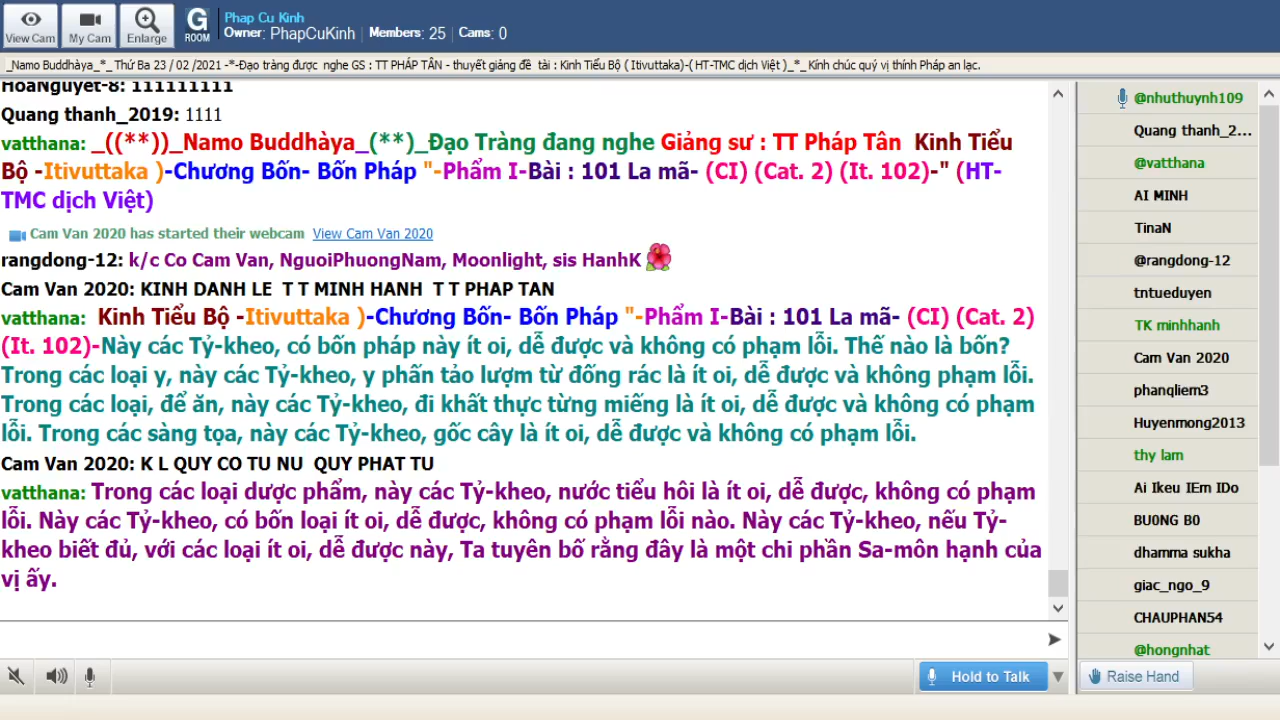 View Cam
My Cam
Enlarge
G
ROOM
Phap Cu Kinh
Owner: PhapCuKinh | Members: 25 | Cams: 0
_Namo Buddhàya_*_ Thứ Ba 23 / 02 /2021 -*-Đạo tràng được nghe GS : TT PHÁP TÂN - thuyết giảng đề tài : Kinh Tiểu Bộ ( Itivuttaka)-( HT-TMC dịch Việt )_*_ Kính chúc quý vị thính Pháp an lạc.
HoaNguyet-8: 111111111
Quang thanh_2019: 1111
vatthana: _((**))_Namo Buddhàya_(**)_Đạo Tràng đang nghe Giảng sư : TT Pháp Tân Kinh Tiểu
Bộ -Itivuttaka )-Chương Bốn- Bốn Pháp "-Phẩm I-Bài : 101 La mã- (CI) (Cat. 2) (It. 102)-" (HT-
TMC dịch Việt)
Cam Van 2020 has started their webcam View Cam Van 2020
rangdong-12: k/c Co Cam Van, NguoiPhuongNam, Moonlight, sis HanhK
Cam Van 2020: KINH DANH LE T T MINH HANH T T PHAP TAN
vatthana: Kinh Tiểu Bộ -Itivuttaka )-Chương Bốn- Bốn Pháp "-Phẩm I-Bài : 101 La mã- (CI) (Cat. 2)
(It. 102)-Này các Tỷ-kheo, có bốn pháp này ít oi, dễ được và không có phạm lỗi. Thế nào là bốn?
Trong các loại y, này các Tỷ-kheo, y phấn tảo lượm từ đống rác là ít oi, dễ được và không phạm lỗi.
Trong các loại, để ăn, này các Tỷ-kheo, đi khất thực từng miếng là ít oi, dễ được và không có phạm
lỗi. Trong các sàng tọa, này các Tỷ-kheo, gốc cây là ít oi, dễ được và không có phạm lỗi.
Cam Van 2020: K L QUY CO TU NU QUY PHAT TU
vatthana: Trong các loại dược phẩm, này các Tỷ-kheo, nước tiểu hôi là ít oi, dễ được, không có phạm
lỗi. Này các Tỷ-kheo, có bốn loại ít oi, dễ được, không có phạm lỗi nào. Này các Tỷ-kheo, nếu Tỷ-
kheo biết đủ, với các loại ít oi, dễ được này, Ta tuyên bố rằng đây là một chi phần Sa-môn hạnh của
vị ấy.
Hold to Talk
@nhuthuynh109
Quang thanh_2...
@vatthana
AI MINH
TinaN
@rangdong-12
tntueduyen
TK minhhanh
Cam Van 2020
phanqliem3
Huyenmong2013
thy lam
Ai Ikeu IEm IDo
BU0NG B0
dhamma sukha
giac_ngo_9
CHAUPHAN54
@hongnhat
Raise Hand